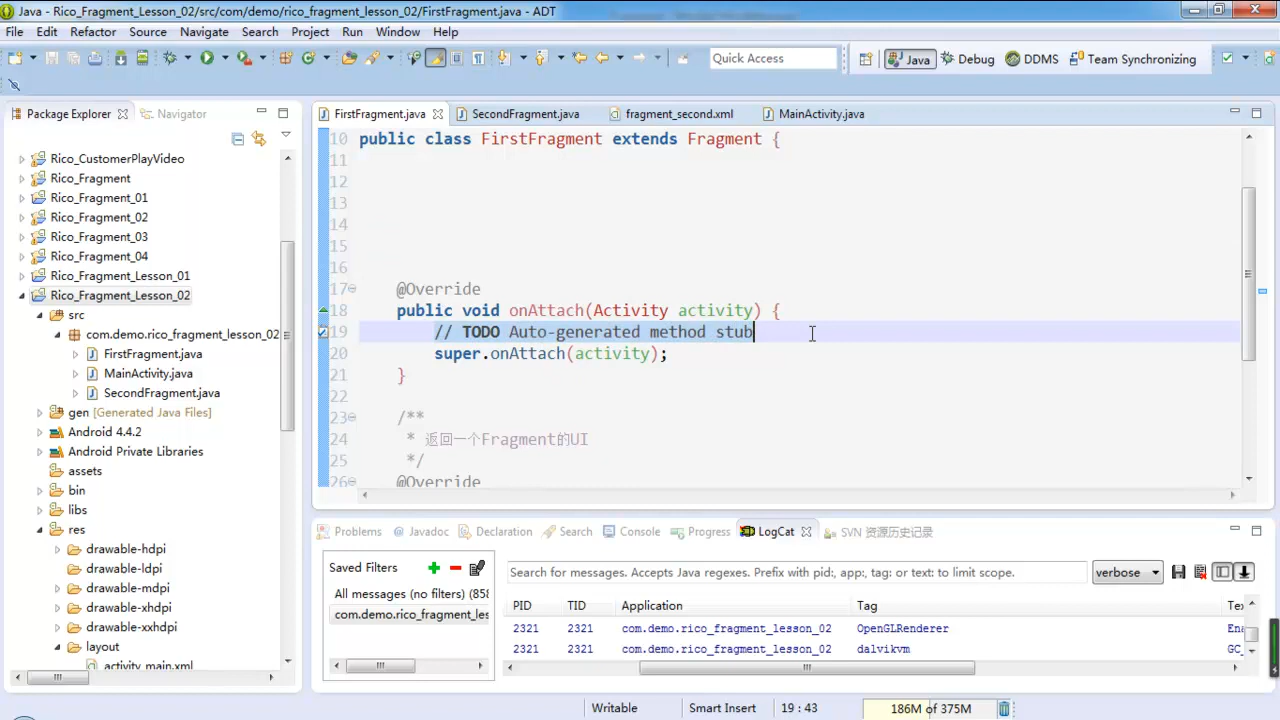 Java - Rico_Fragment_Lesson_02/src/com/demo/rico_fragment_lesson_02/FirstFragment.java - ADT
File Edit Refactor Source Navigate Search Project Run Window Help
Quick Access
Java Debug DDMS Team Synchronizing
Package Explorer Navigator
Rico_CustomerPlayVideo
Rico_Fragment
Rico_Fragment_01
Rico_Fragment_02
Rico_Fragment_03
Rico_Fragment_04
Rico_Fragment_Lesson_01
Rico_Fragment_Lesson_02
src
com.demo.rico_fragment_lesson_02
FirstFragment.java
MainActivity.java
SecondFragment.java
gen [Generated Java Files]
Android 4.4.2
Android Private Libraries
assets
bin
libs
res
drawable-hdpi
drawable-ldpi
drawable-mdpi
drawable-xhdpi
drawable-xxhdpi
layout
activity_main.xml
FirstFragment.java SecondFragment.java fragment_second.xml MainActivity.java
10 public class FirstFragment extends Fragment {
11
12
13
14
15
16
17 @Override
18 public void onAttach(Activity activity) {
19 // TODO Auto-generated method stub
20 super.onAttach(activity);
21 }
22
23 /**
24 * 返回一个Fragment的UI
25 */
26 @Override
Problems Javadoc Declaration Search Console Progress LogCat SVN 资源历史记录
Saved Filters
All messages (no filters) (858
com.demo.rico_fragment_les
Search for messages. Accepts Java regexes. Prefix with pid:, app:, tag: or text: to limit scope.
verbose
PID TID Application Tag Te
2321 2321 com.demo.rico_fragment_lesson_02 OpenGLRenderer Ena
2321 2321 com.demo.rico_fragment_lesson_02 dalvikvm GC_
Writable Smart Insert 19 : 43 186M of 375M